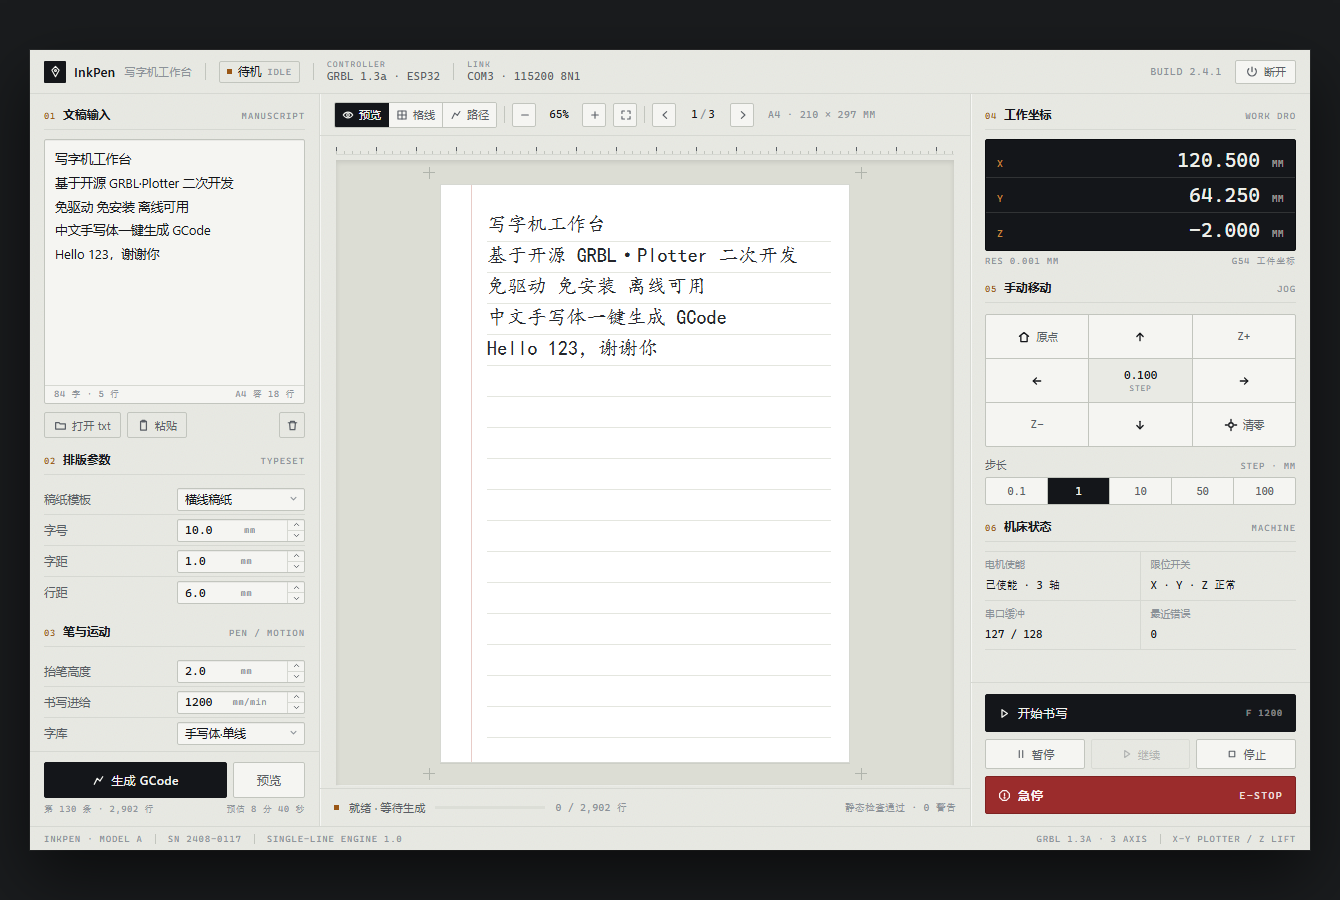 InkPen 写字机工作台 待机 IDLE
CONTROLLER
GRBL 1.3a · ESP32
LINK
COM3 · 115200 8N1
BUILD 2.4.1 断开
01 文稿输入 MANUSCRIPT
写字机工作台
基于开源 GRBL·Plotter 二次开发
免驱动 免安装 离线可用
中文手写体一键生成 GCode
Hello 123，谢谢你
84 字 · 5 行 A4 容 18 行
打开 txt 粘贴
02 排版参数 TYPESET
稿纸模板 横线稿纸
字号 10.0 mm
字距 1.0 mm
行距 6.0 mm
03 笔与运动 PEN / MOTION
抬笔高度 2.0 mm
书写进给 1200 mm/min
字库 手写体·单线
生成 GCode 预览
第 130 条 · 2,902 行 预估 8 分 40 秒
预览 格线 路径 65% 1 / 3 A4 · 210 × 297 MM
写字机工作台
基于开源 GRBL·Plotter 二次开发
免驱动 免安装 离线可用
中文手写体一键生成 GCode
Hello 123，谢谢你
就绪 · 等待生成 0 / 2,902 行 静态检查通过 · 0 警告
04 工作坐标 WORK DRO
X 120.500 MM
Y 64.250 MM
Z −2.000 MM
RES 0.001 MM G54 工件坐标
05 手动移动 JOG
原点 ↑ Z+
← 0.100 STEP →
Z− ↓ 清零
步长 STEP · MM
0.1 1 10 50 100
06 机床状态 MACHINE
电机使能 限位开关
已使能 · 3 轴 X · Y · Z 正常
串口缓冲 最近错误
127 / 128 0
开始书写 F 1200
暂停 继续 停止
急停 E-STOP
INKPEN · MODEL A SN 2408-0117 SINGLE-LINE ENGINE 1.0 GRBL 1.3A · 3 AXIS X-Y PLOTTER / Z LIFT